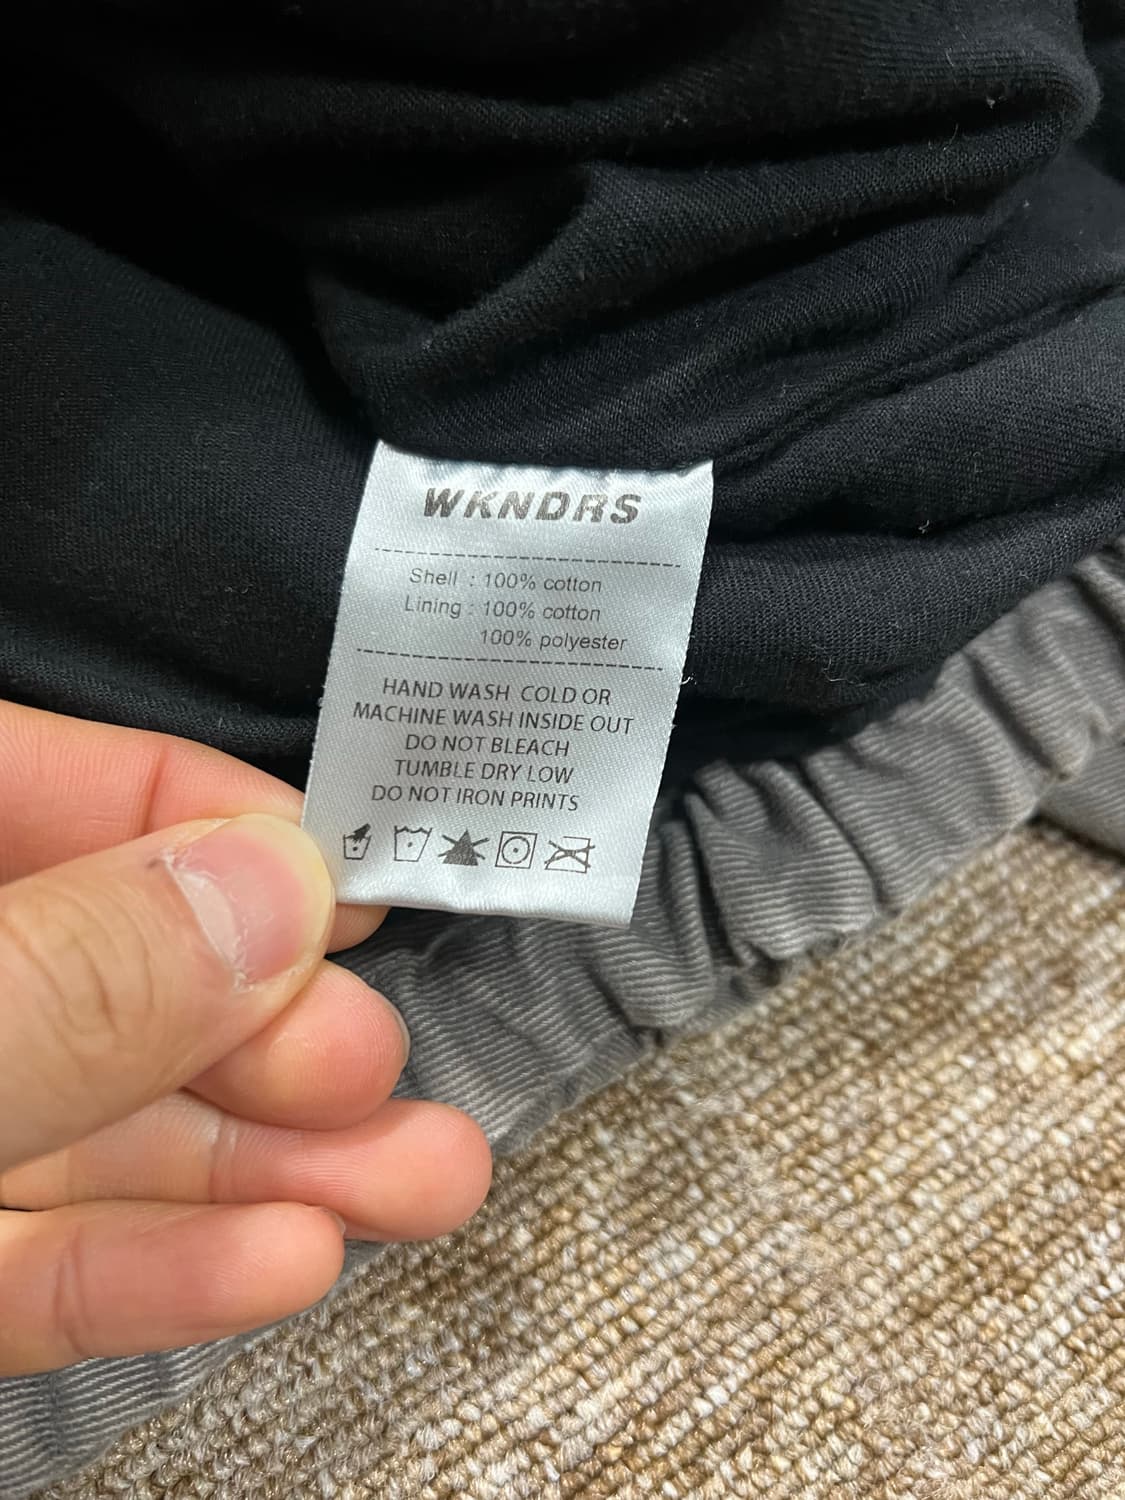 WKNDRS
Shell : 100% cotton
Lining : 100% cotton
100% polyester
HAND WASH COLD OR
MACHINE WASH INSIDE OUT
DO NOT BLEACH
TUMBLE DRY LOW
DO NOT IRON PRINTS